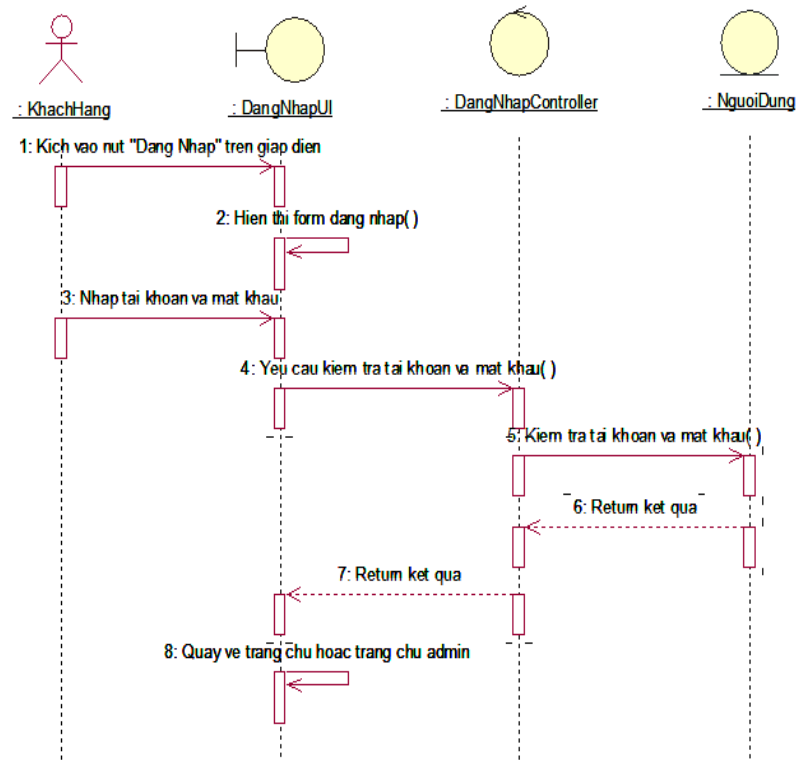 : KhachHang
: DangNhapUI
: DangNhapController
: NguoiDung
1: Kich vao nut "Dang Nhap" tren giap dien
2: Hien thi form dang nhap( )
3: Nhap tai khoan va mat khau
4: Yeu cau kiem tra tai khoan va mat khau( )
5: Kiem tra tai khoan va mat khau( )
6: Return ket qua
7: Return ket qua
8: Quay ve trang chu hoac trang chu admin